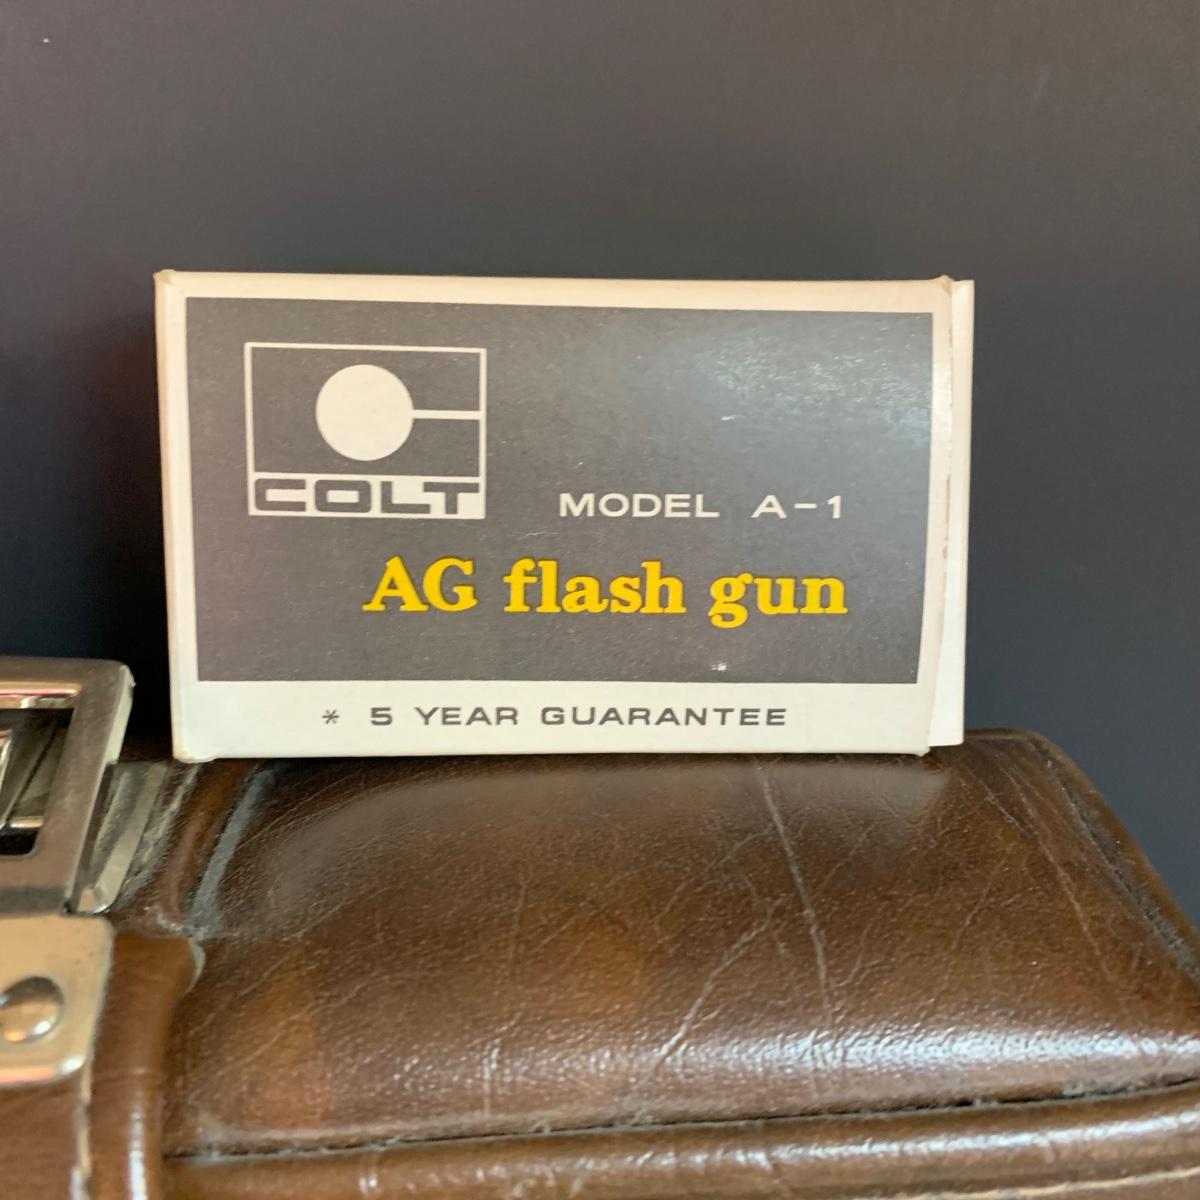 COLT
MODEL A-1
AG flash gun
* 5 YEAR GUARANTEE